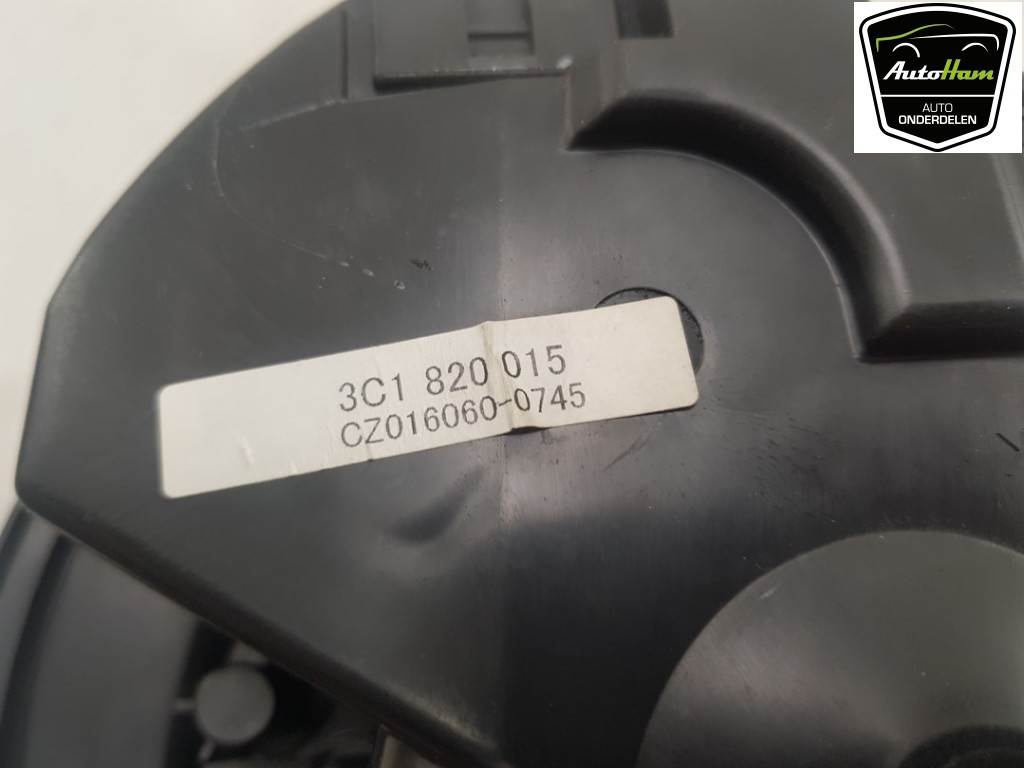 3C1 820 015
CZ016060-0745
AutoHam
AUTO
ONDERDELEN